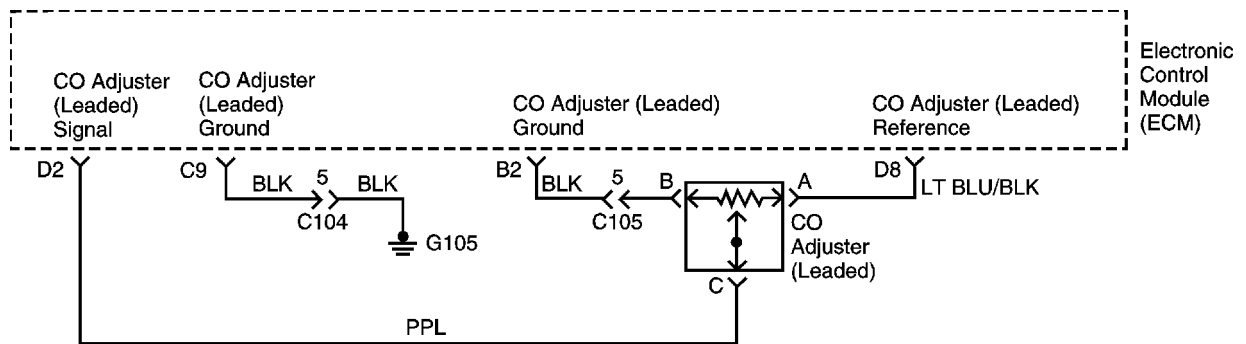 Electronic
Control
Module
(ECM)
CO Adjuster
(Leaded)
Signal
CO Adjuster
(Leaded)
Ground
CO Adjuster (Leaded)
Ground
CO Adjuster (Leaded)
Reference
D2
C9
B2
D8
BLK
5
BLK
C104
G105
BLK
5
C105
B
A
LT BLU/BLK
CO
Adjuster
(Leaded)
C
PPL